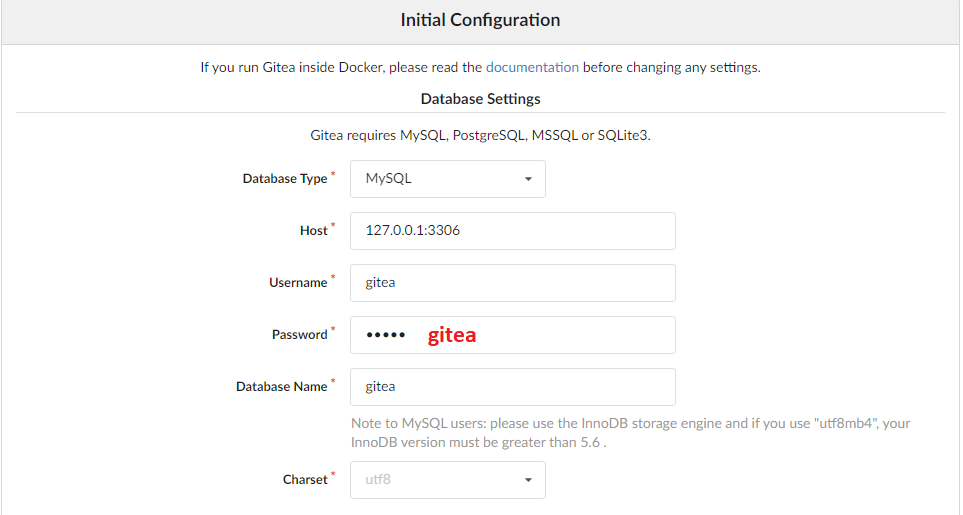 Initial Configuration
If you run Gitea inside Docker, please read the documentation before changing any settings.
Database Settings
Gitea requires MySQL, PostgreSQL, MSSQL or SQLite3.
Database Type * MySQL
Host * 127.0.0.1:3306
Username * gitea
Password * ••••• gitea
Database Name * gitea
Note to MySQL users: please use the InnoDB storage engine and if you use "utf8mb4", your
InnoDB version must be greater than 5.6 .
Charset * utf8